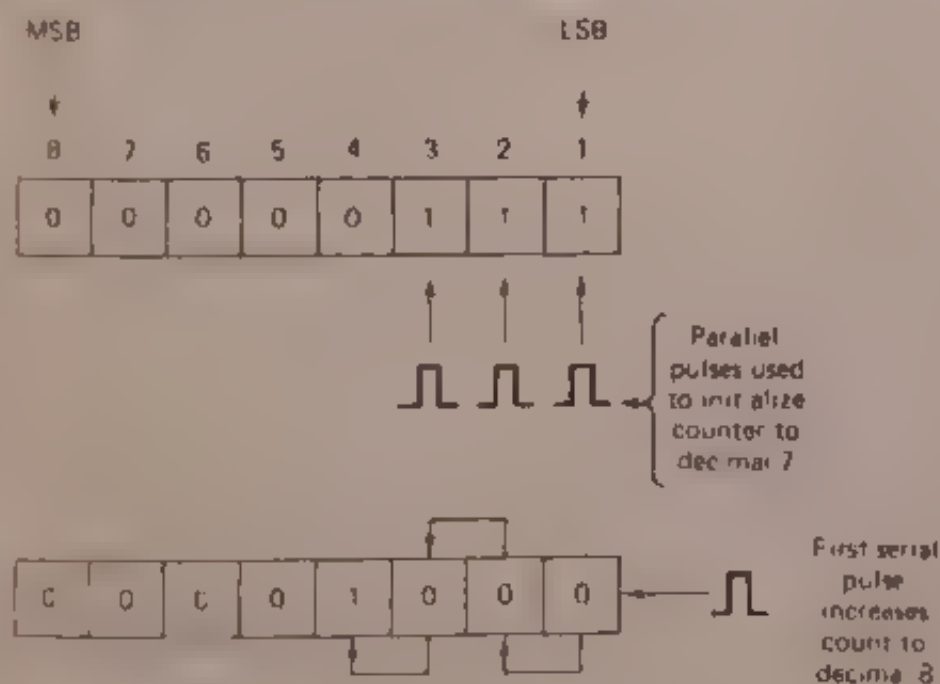 MSB LSB
8 7 6 5 4 3 2 1
0 0 0 0 0 1 1 1
Parallel
pulses used
to initialize
counter to
decimal 7
0 0 0 0 1 0 0 0
First serial
pulse
increases
count to
decimal 8